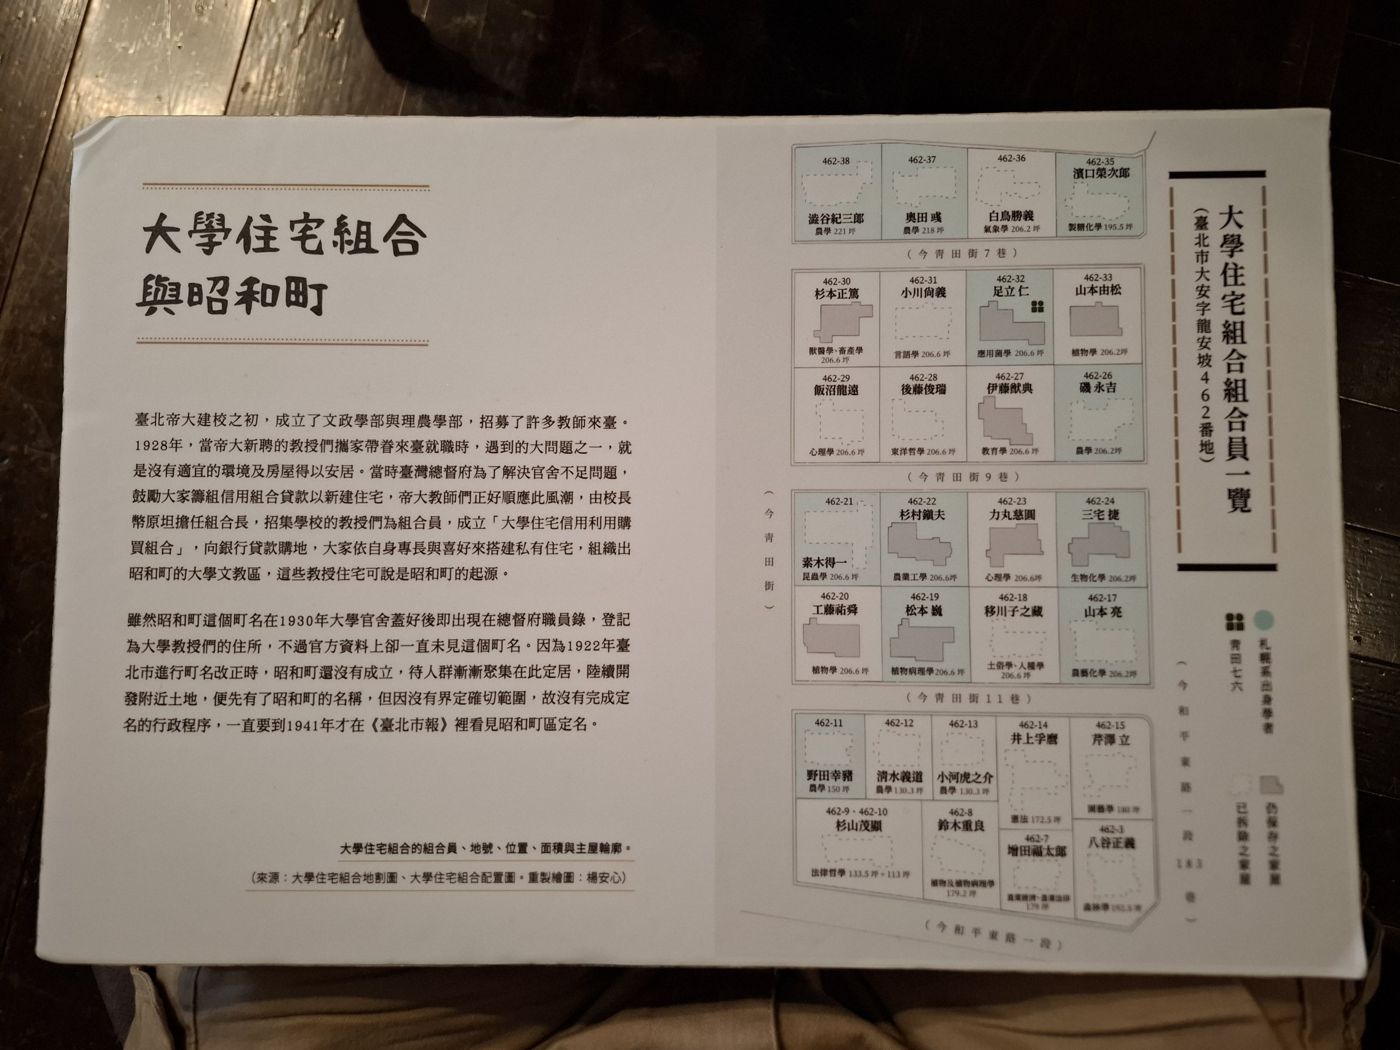 大學住宅組合
與昭和町
臺北帝大建校之初，成立了文政學部與理農學部，招募了許多教師來臺。
1928年，當帝大新聘的教授們攜家帶眷來臺就職時，遇到的大問題之一，就
是沒有適宜的環境及房屋得以安居。當時臺灣總督府為了解決官舍不足問題，
鼓勵大家籌組信用組合貸款以新建住宅，帝大教師們正好順應此風潮，由校長
幣原坦擔任組合長，招集學校的教授們為組合員，成立「大學住宅信用利用購
買組合」，向銀行貸款購地，大家依自身專長與喜好來搭建私有住宅，組織出
昭和町的大學文教區，這些教授住宅可說是昭和町的起源。
雖然昭和町這個町名在1930年大學官舍蓋好後即出現在總督府職員錄，登記
為大學教授們的住所，不過官方資料上卻一直未見這個町名。因為1922年臺
北市進行町名改正時，昭和町還沒有成立，待人群漸漸聚集在此定居，陸續開
發附近土地，便先有了昭和町的名稱，但因沒有界定確切範圍，故沒有完成定
名的行政程序，一直要到1941年才在《臺北市報》裡看見昭和町區定名。
大學住宅組合的組合員、地號、位置、面積與主屋輪廓。
（來源：大學住宅組合地割圖、大學住宅組合配置圖。重製繪圖：楊安心）
大學住宅組合組合員一覽
（臺北市大安字龍安坡462番地）
462-38
澁谷紀三郎
農學 221 坪
462-37
奧田 彧
農學 218 坪
462-36
白鳥勝義
氣象學 206.2 坪
462-35
濱口榮次郎
製糖化學 195.5 坪
（今青田街7巷）
462-30
杉本正篤
獸醫學、畜產學
206.6 坪
462-31
小川尚義
言語學 206.6 坪
462-32
足立 仁
應用菌學 206.6 坪
462-33
山本由松
植物學 206.2坪
462-29
飯沼龍遠
心理學 206.6 坪
462-28
後藤俊瑞
東洋哲學 206.6 坪
462-27
伊藤猷典
教育學 206.6 坪
462-26
磯 永吉
農學 206.2坪
（今青田街9巷）
462-21
素木得一
昆蟲學 206.6 坪
462-22
杉村鎭夫
農業工學 206.6坪
462-23
力丸慈圓
心理學 206.6坪
462-24
三宅 捷
生物化學 206.2坪
462-20
工藤祐舜
植物學 206.6 坪
462-19
松本 巍
植物病理學206.6 坪
462-18
移川子之藏
土俗學、人種學
206.6 坪
462-17
山本 亮
農藝化學 206.2坪
（今青田街）
（今青田街11巷）
462-11
野田幸豬
農學 150 坪
462-12
清水義道
農學 130.3 坪
462-13
小河虎之介
農學 130.3 坪
462-14
井上孚麿
憲法 172.5 坪
462-15
芹澤 立
園藝學 180 坪
462-9、462-10
杉山茂顯
法律哲學 133.5 坪+113 坪
462-8
鈴木重良
植物及植物病理學
179.2 坪
462-7
增田福太郎
179 坪
462-3
八谷正義
（今和平東路一段）
（今和平東路一段183巷）
札幌系出身學者
青田七六
仍保存之家屋
已拆除之家屋